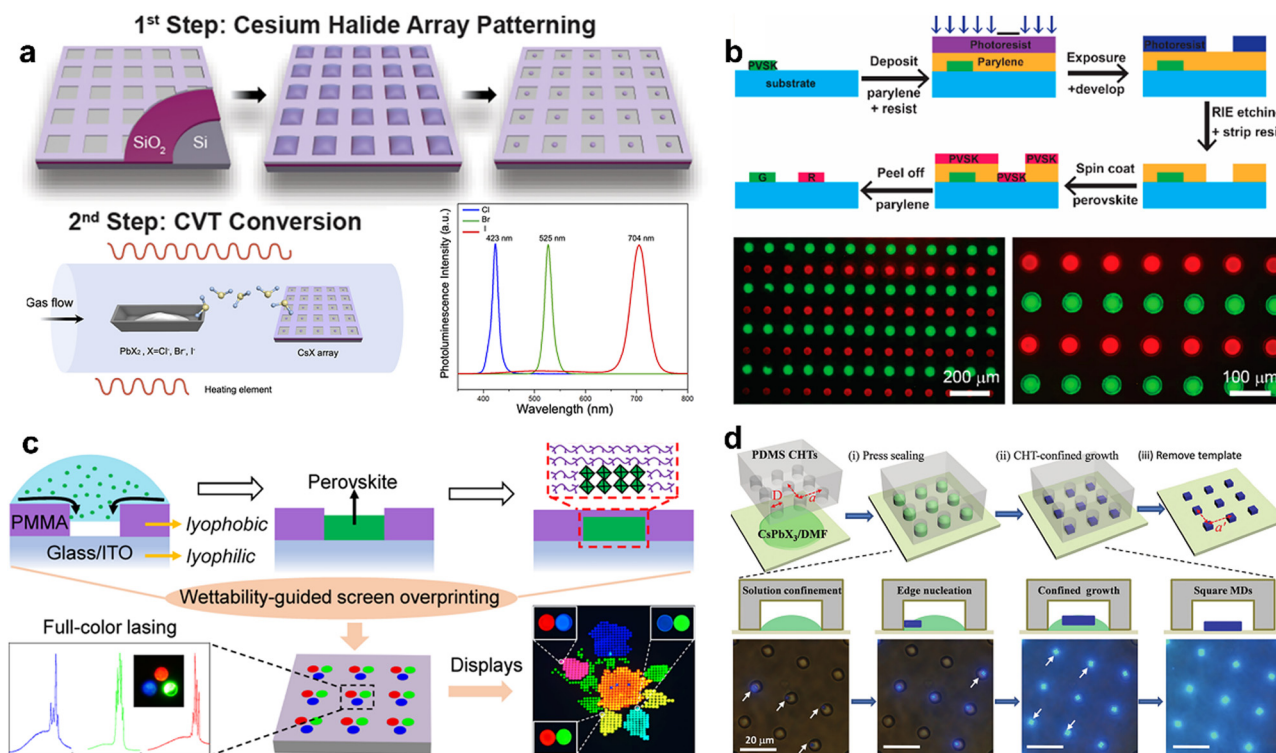 a
1st Step: Cesium Halide Array Patterning
SiO2
Si
2nd Step: CVT Conversion
Gas flow
PbX2 , X=Cl-, Br-, I-
CsX array
Heating element
Photoluminescence Intensity (a.u.)
Cl
Br
I
423 nm
525 nm
704 nm
400
500
600
700
800
Wavelength (nm)
b
PVSK
substrate
Deposit
parylene
+ resist
Photoresist
Parylene
Exposure
+develop
Photoresist
RIE etchin
+ strip resi
Spin coat
perovskite
PVSK
PVSK
PVSK
Peel off
parylene
G
R
200 μm
100 μm
c
PMMA
lyophobic
Glass/ITO
lyophilic
Perovskite
Wettability-guided screen overprinting
Full-color lasing
Displays
d
PDMS CHTs
D
a
CsPbX3/DMF
(i) Press sealing
(ii) CHT-confined growth
(iii) Remove template
a'
Solution confinement
Edge nucleation
Confined growth
Square MDs
20 μm